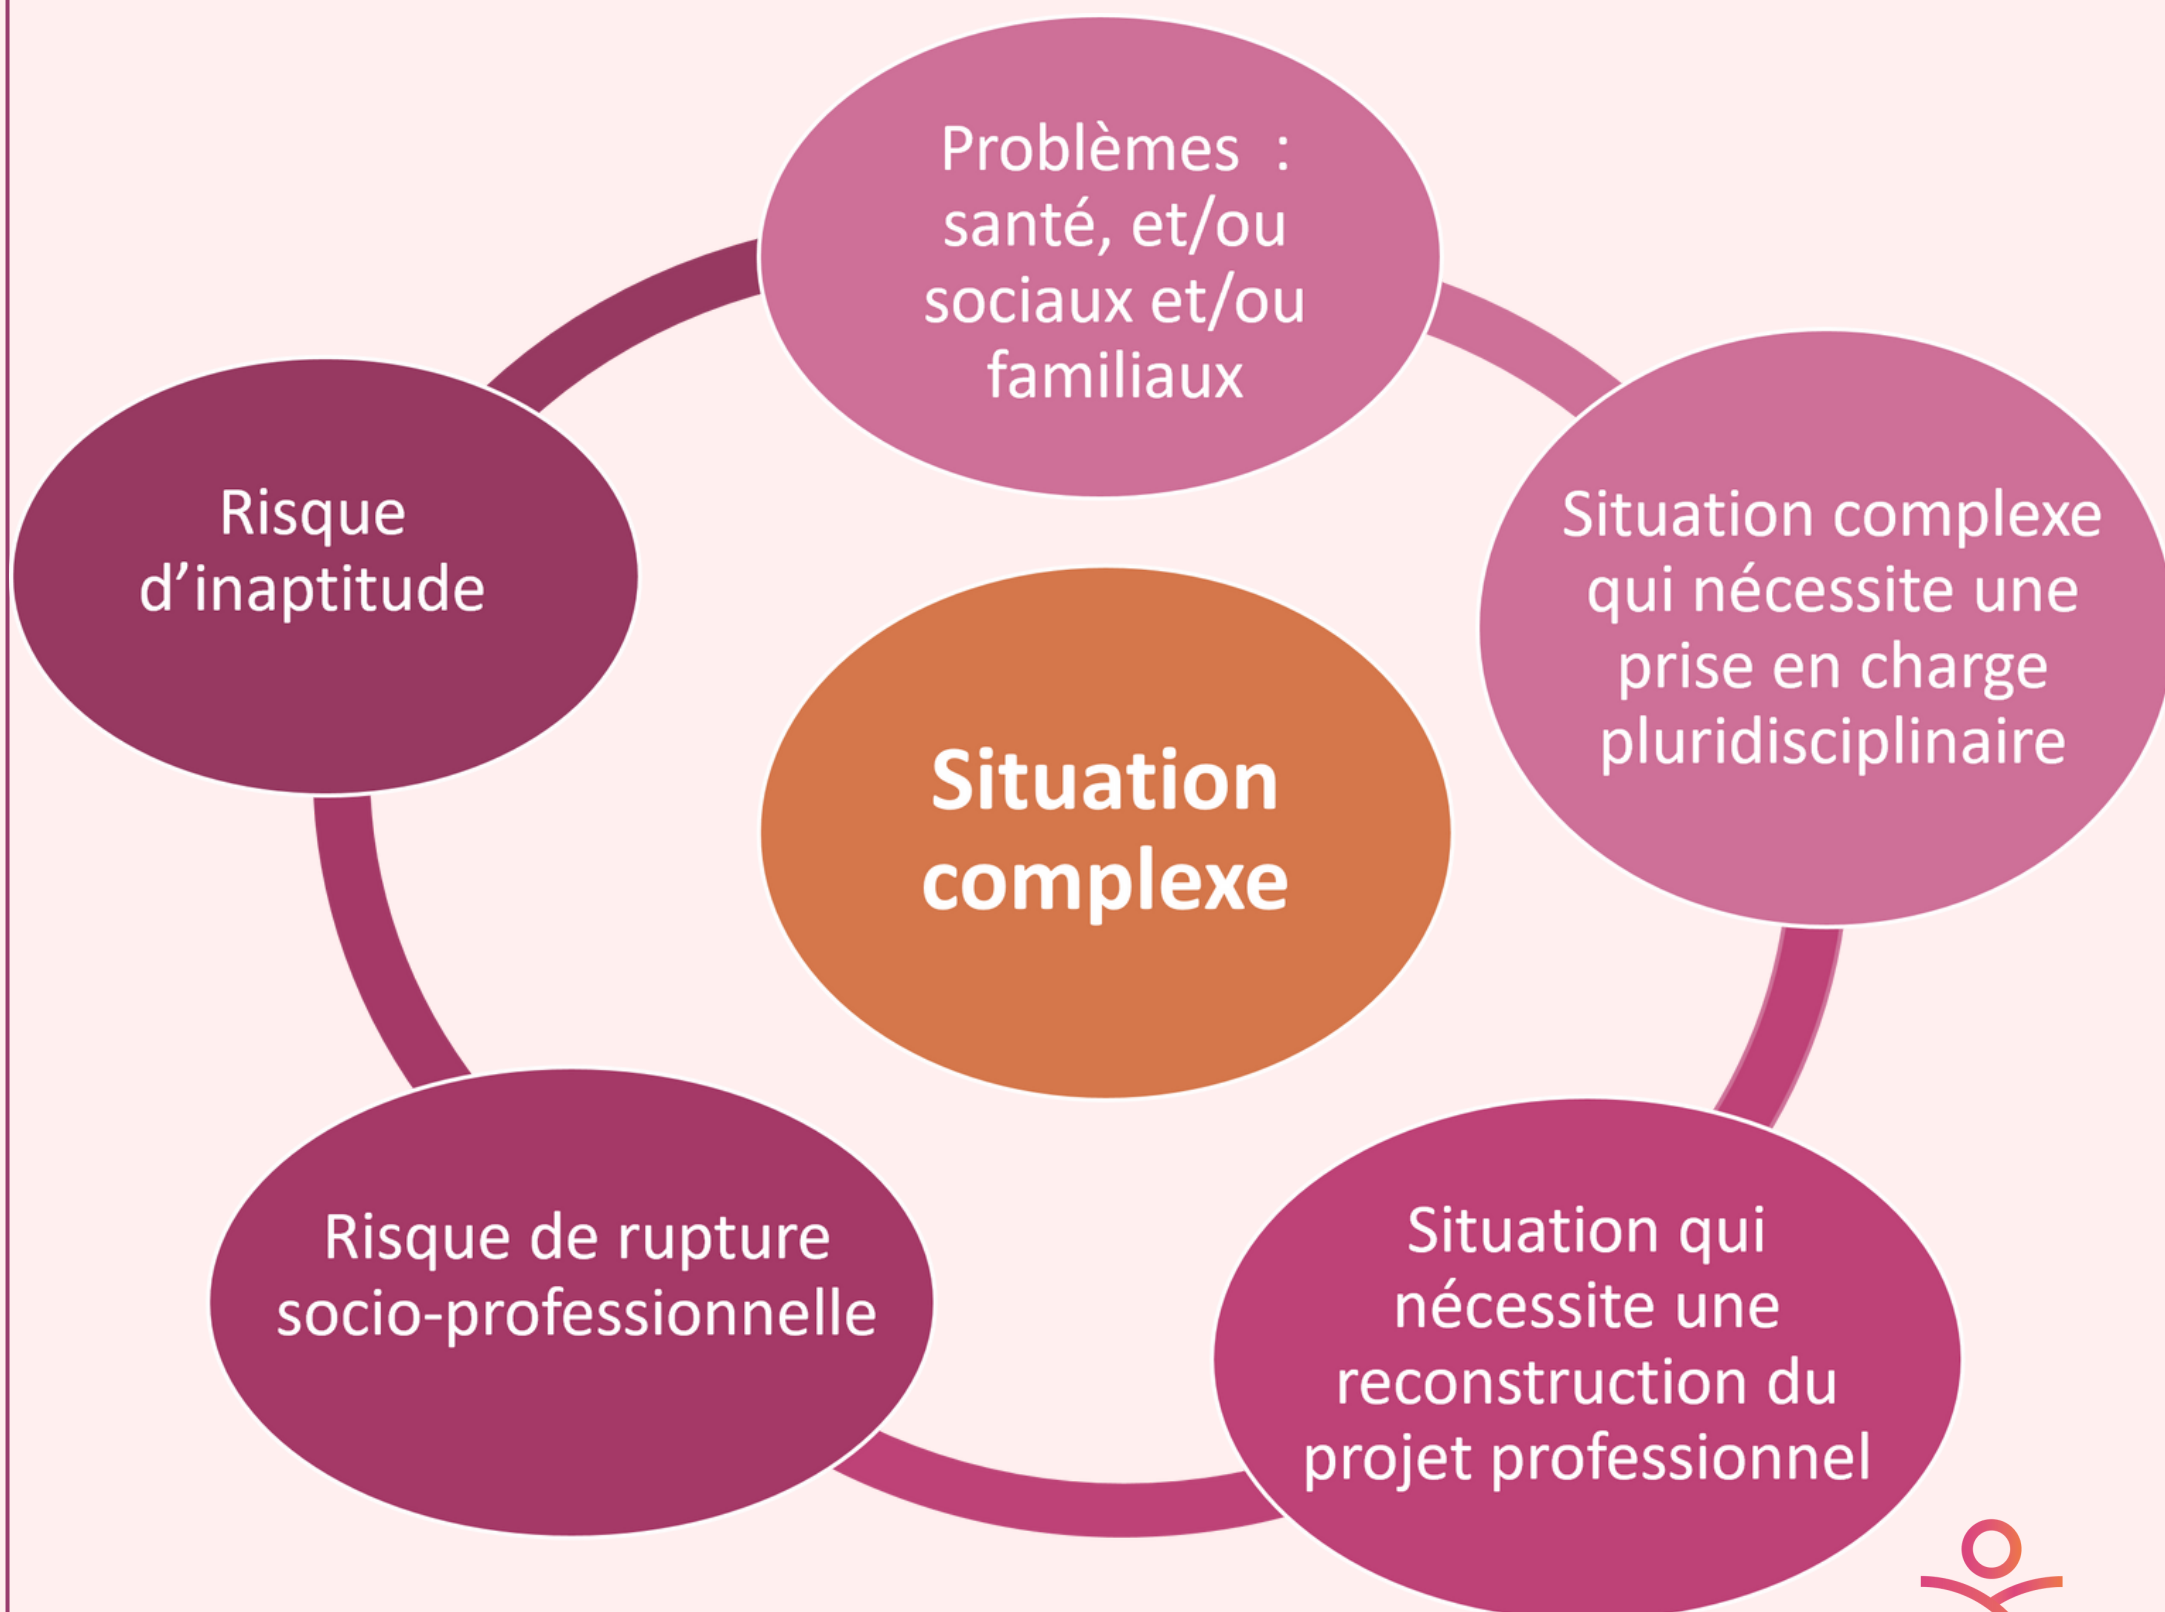 Problèmes :
santé, et/ou
sociaux et/ou
familiaux
Situation complexe
qui nécessite une
prise en charge
pluridisciplinaire
Situation qui
nécessite une
reconstruction du
projet professionnel
Risque de rupture
socio-professionnelle
Risque
d’inaptitude
Situation
complexe